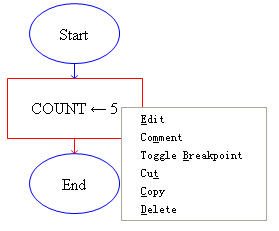 Start
COUNT ← 5
Edit
Comment
Toggle Breakpoint
Cut
Copy
Delete
End